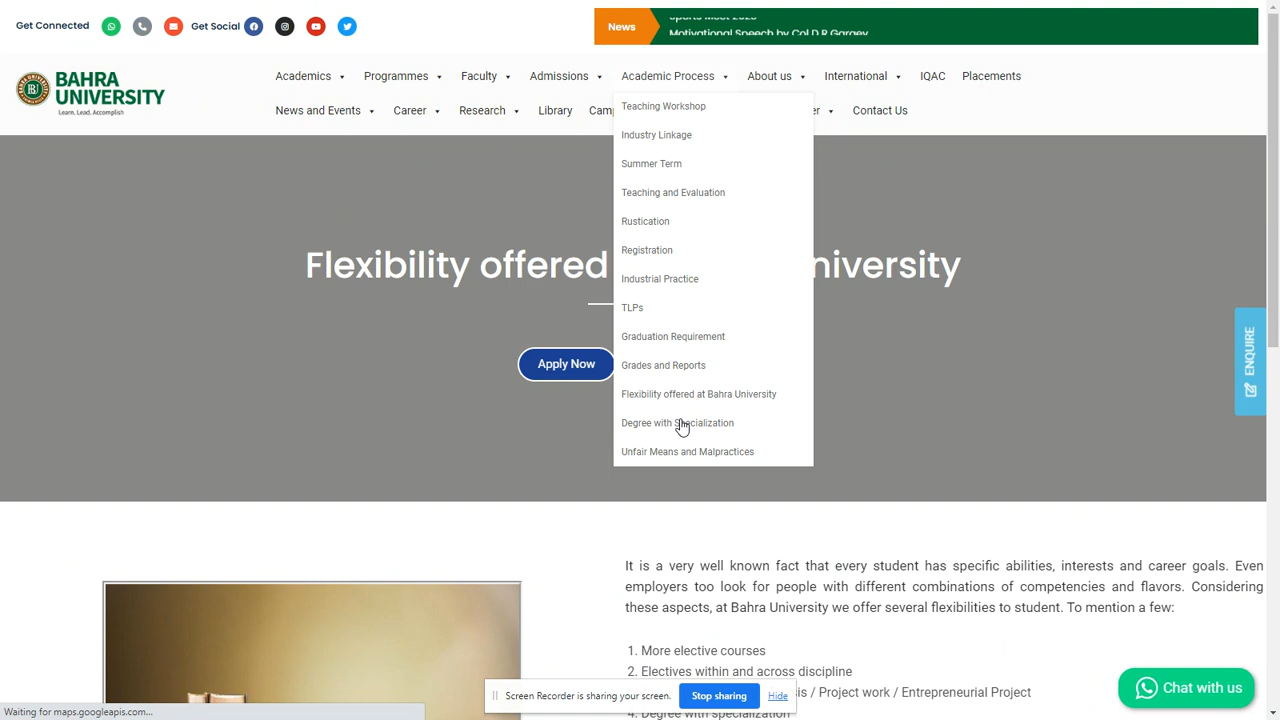 Get Connected
Get Social
News
Motivational Speech by Col D R Gargey
BAHRA
UNIVERSITY
Learn. Lead. Accomplish
Academics
Programmes
Faculty
Admissions
Academic Process
About us
International
IQAC
Placements
News and Events
Career
Research
Library
Contact Us
Teaching Workshop
Industry Linkage
Summer Term
Teaching and Evaluation
Rustication
Registration
Industrial Practice
TLPs
Graduation Requirement
Grades and Reports
Flexibility offered at Bahra University
Degree with Specialization
Unfair Means and Malpractices
Flexibility offered
Apply Now
ENQUIRE
It is a very well known fact that every student has specific abilities, interests and career goals. Even
employers too look for people with different combinations of competencies and flavors. Considering
these aspects, at Bahra University we offer several flexibilities to student. To mention a few:
1. More elective courses
2. Electives within and across discipline
/ Project work / Entrepreneurial Project
4. Degree with specialization
Chat with us
Screen Recorder is sharing your screen.
Stop sharing
Hide
Waiting for maps.googleapis.com...